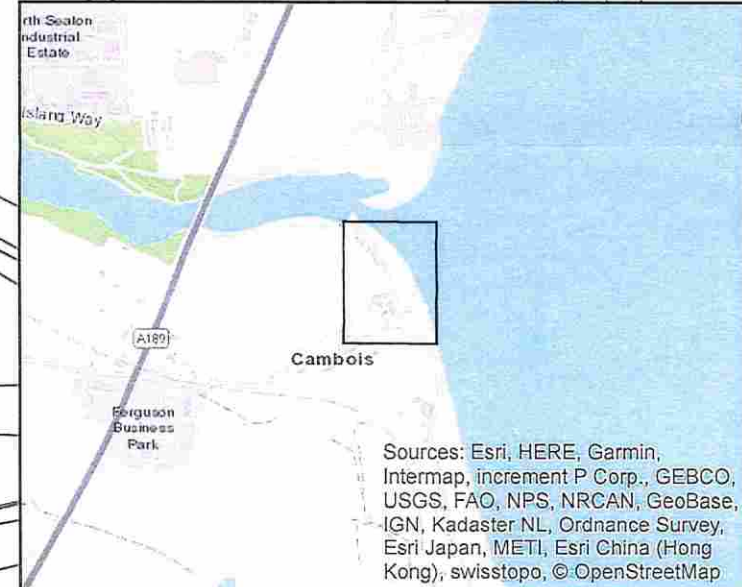 rth Seaton
ndustrial
Estate
Island Way
A189
Cambois
Ferguson
Business
Park
Sources: Esri, HERE, Garmin,
Intermap, increment P Corp., GEBCO,
USGS, FAO, NPS, NRCAN, GeoBase,
IGN, Kadaster NL, Ordnance Survey,
Esri Japan, METI, Esri China (Hong
Kong), swisstopo, © OpenStreetMap